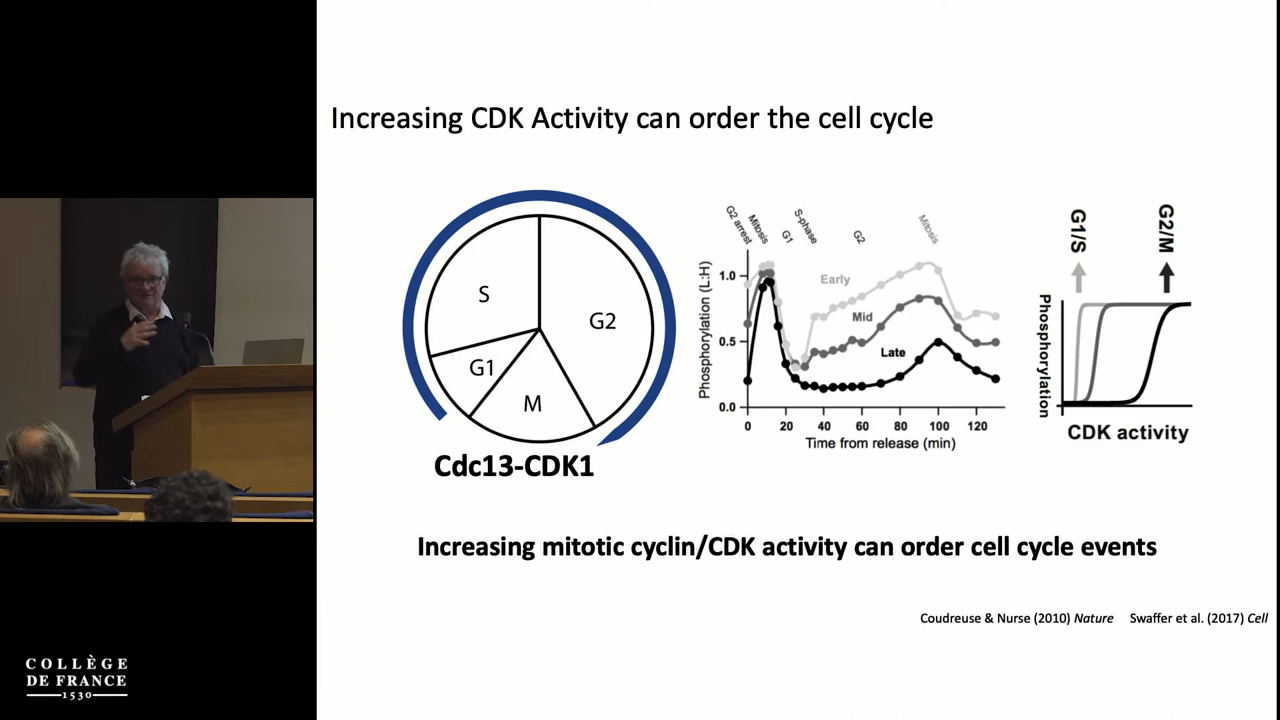 Increasing CDK Activity can order the cell cycle
S
G2
G1
M
Cdc13-CDK1
G2 arrest
Mitosis
G1
S-phase
G2
Mitosis
Phosphorylation (L:H)
1.0
0.5
0.0
Early
Mid
Late
0 20 40 60 80 100 120
Time from release (min)
G1/S
G2/M
Phosphorylation
CDK activity
Increasing mitotic cyclin/CDK activity can order cell cycle events
Coudreuse & Nurse (2010) Nature Swaffer et al. (2017) Cell
COLLÈGE
DE FRANCE
1530